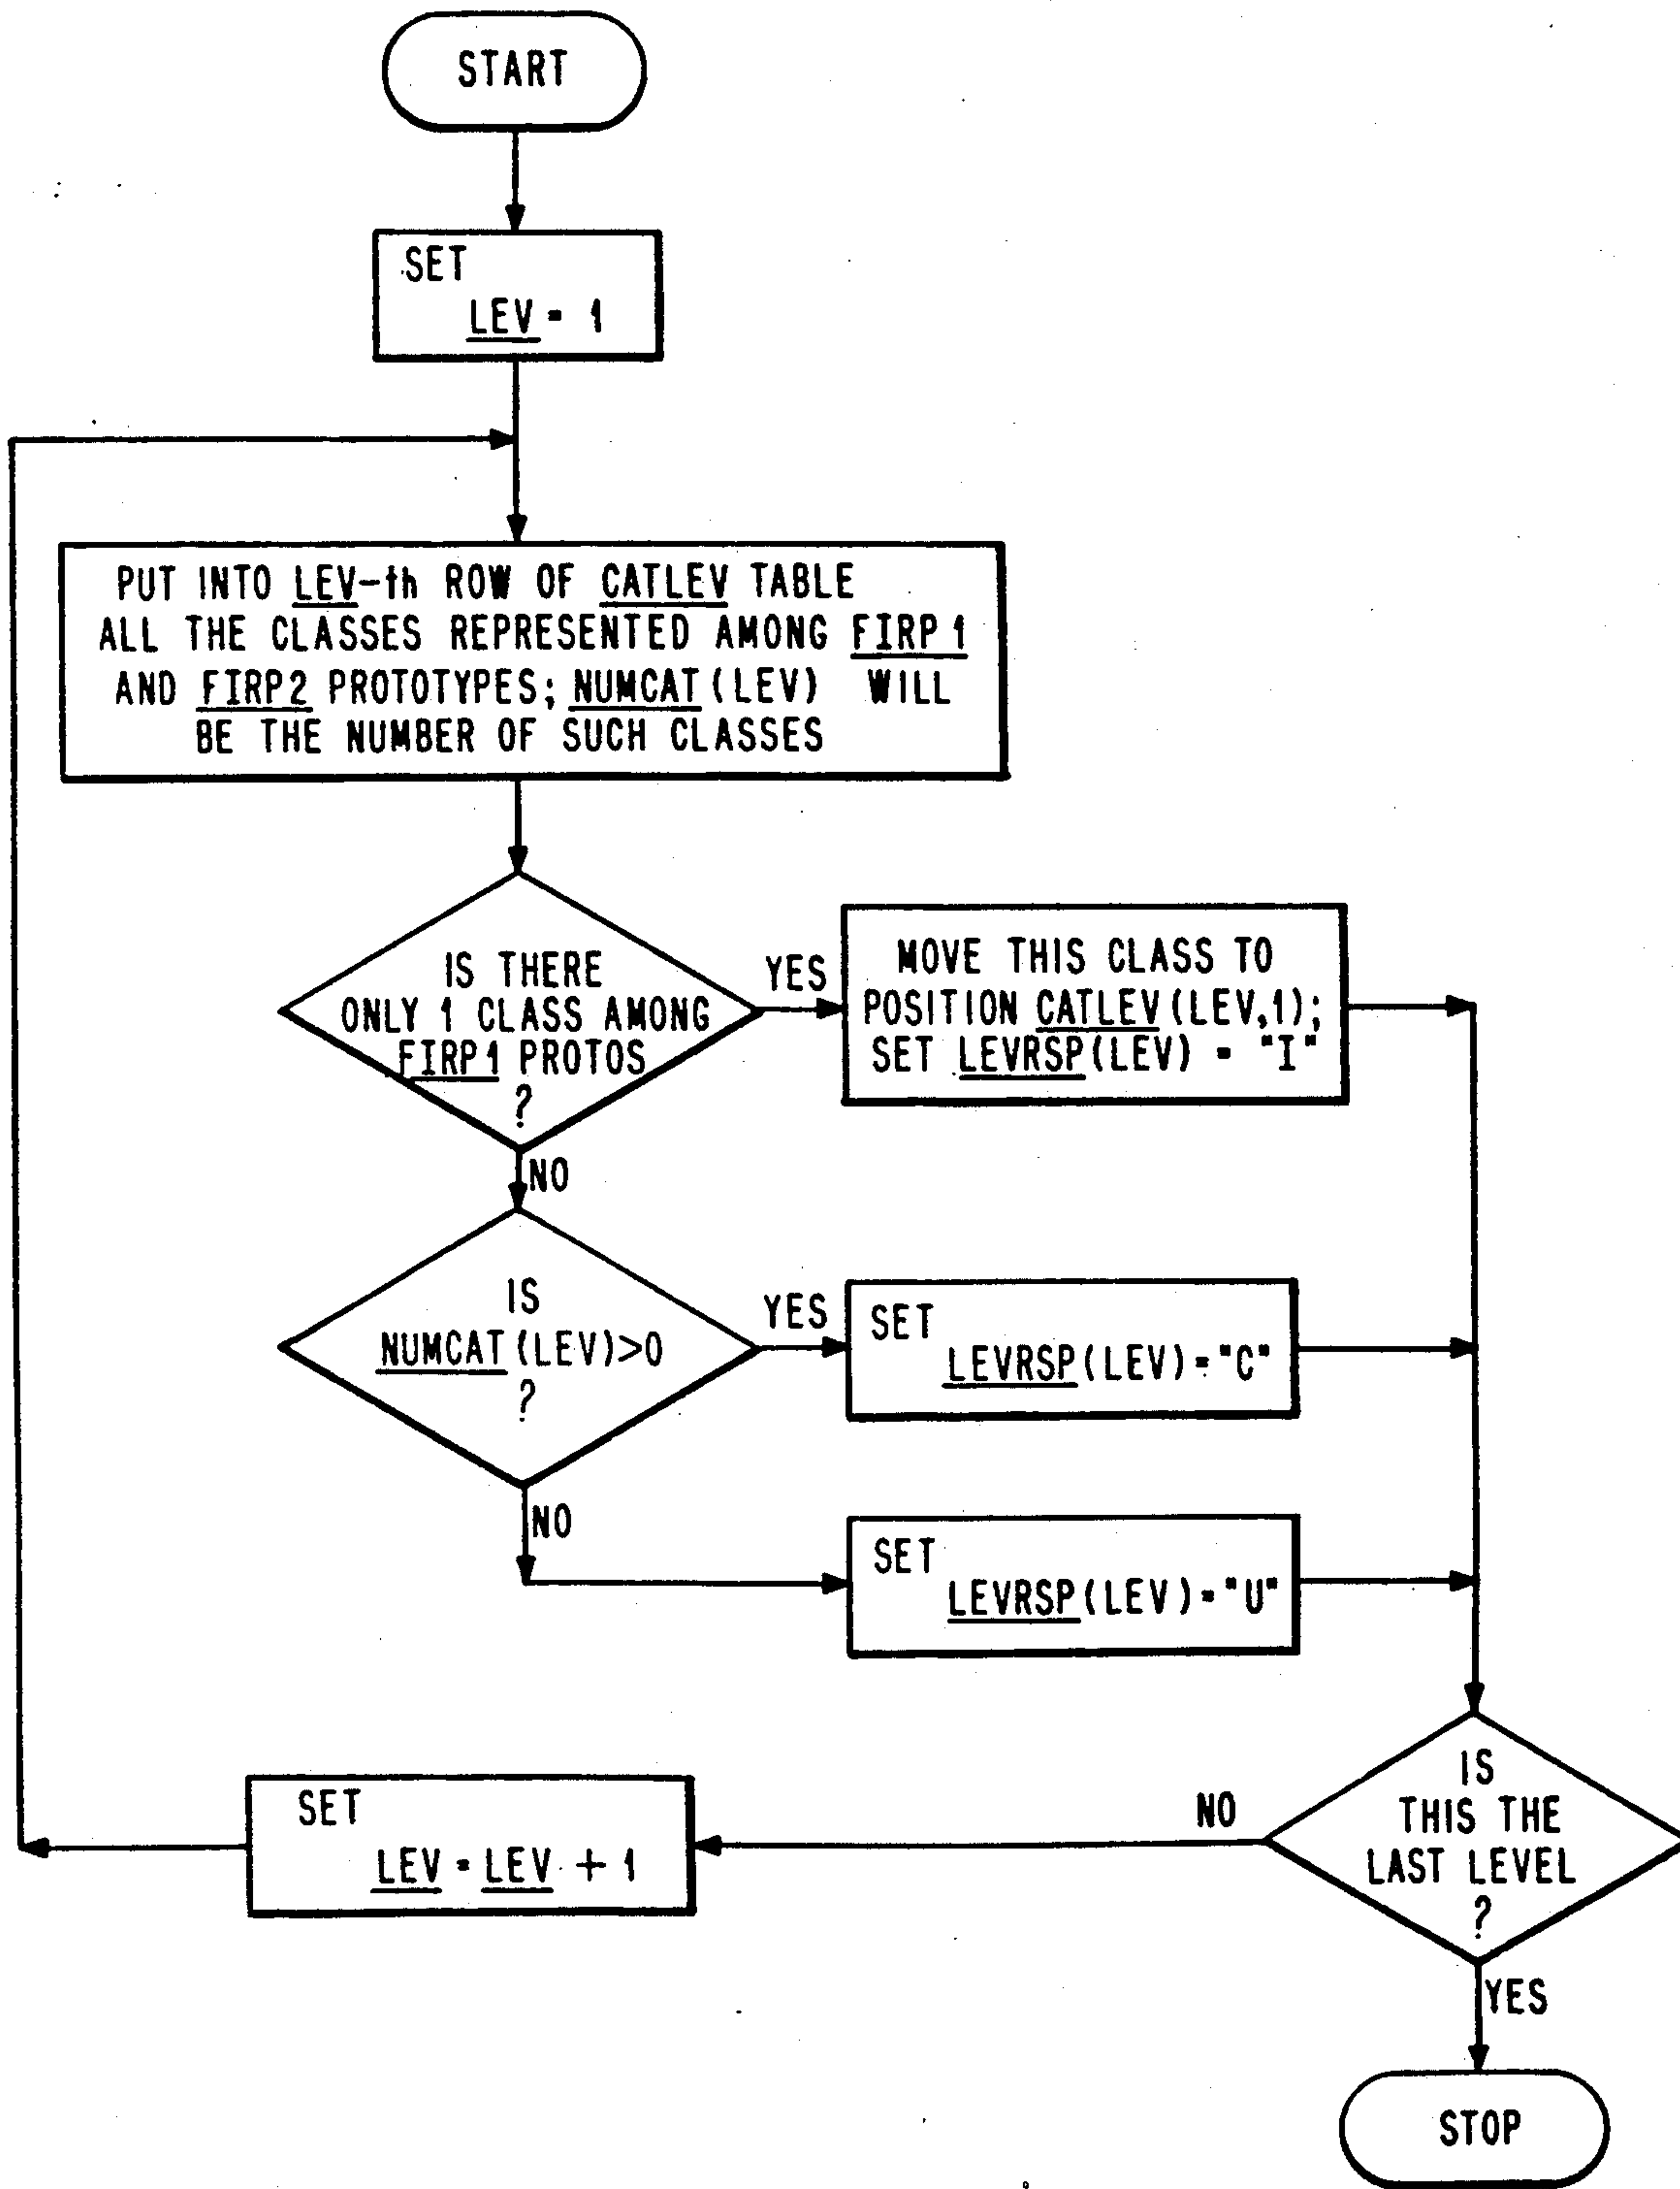 START
SET
LEV = 1
PUT INTO LEV-th ROW OF CATLEV TABLE
ALL THE CLASSES REPRESENTED AMONG FIRP1
AND FIRP2 PROTOTYPES; NUMCAT(LEV) WILL
BE THE NUMBER OF SUCH CLASSES
IS THERE
ONLY 1 CLASS AMONG
FIRP1 PROTOS
?
YES
MOVE THIS CLASS TO
POSITION CATLEV(LEV,1);
SET LEVRSP(LEV) = "I"
NO
IS
NUMCAT(LEV)>0
?
YES
SET
LEVRSP(LEV)="C"
NO
SET
LEVRSP(LEV)="U"
IS
THIS THE
LAST LEVEL
?
NO
SET
LEV = LEV + 1
YES
STOP